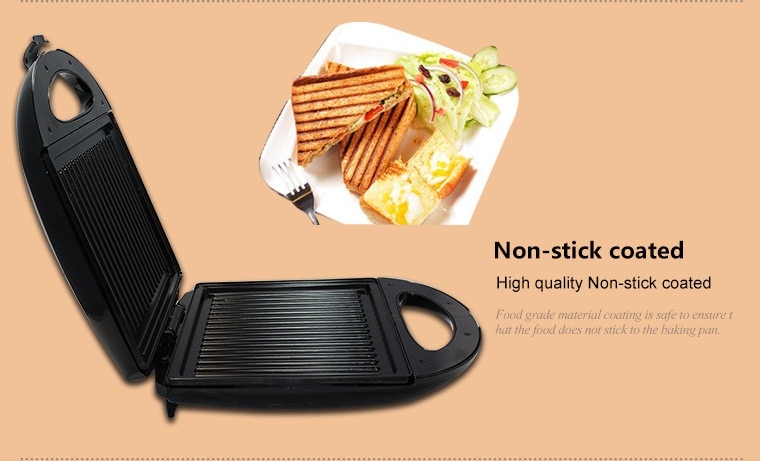 Non-stick coated
High quality Non-stick coated
Food grade material coating is safe to ensure t
hat the food does not stick to the baking pan.